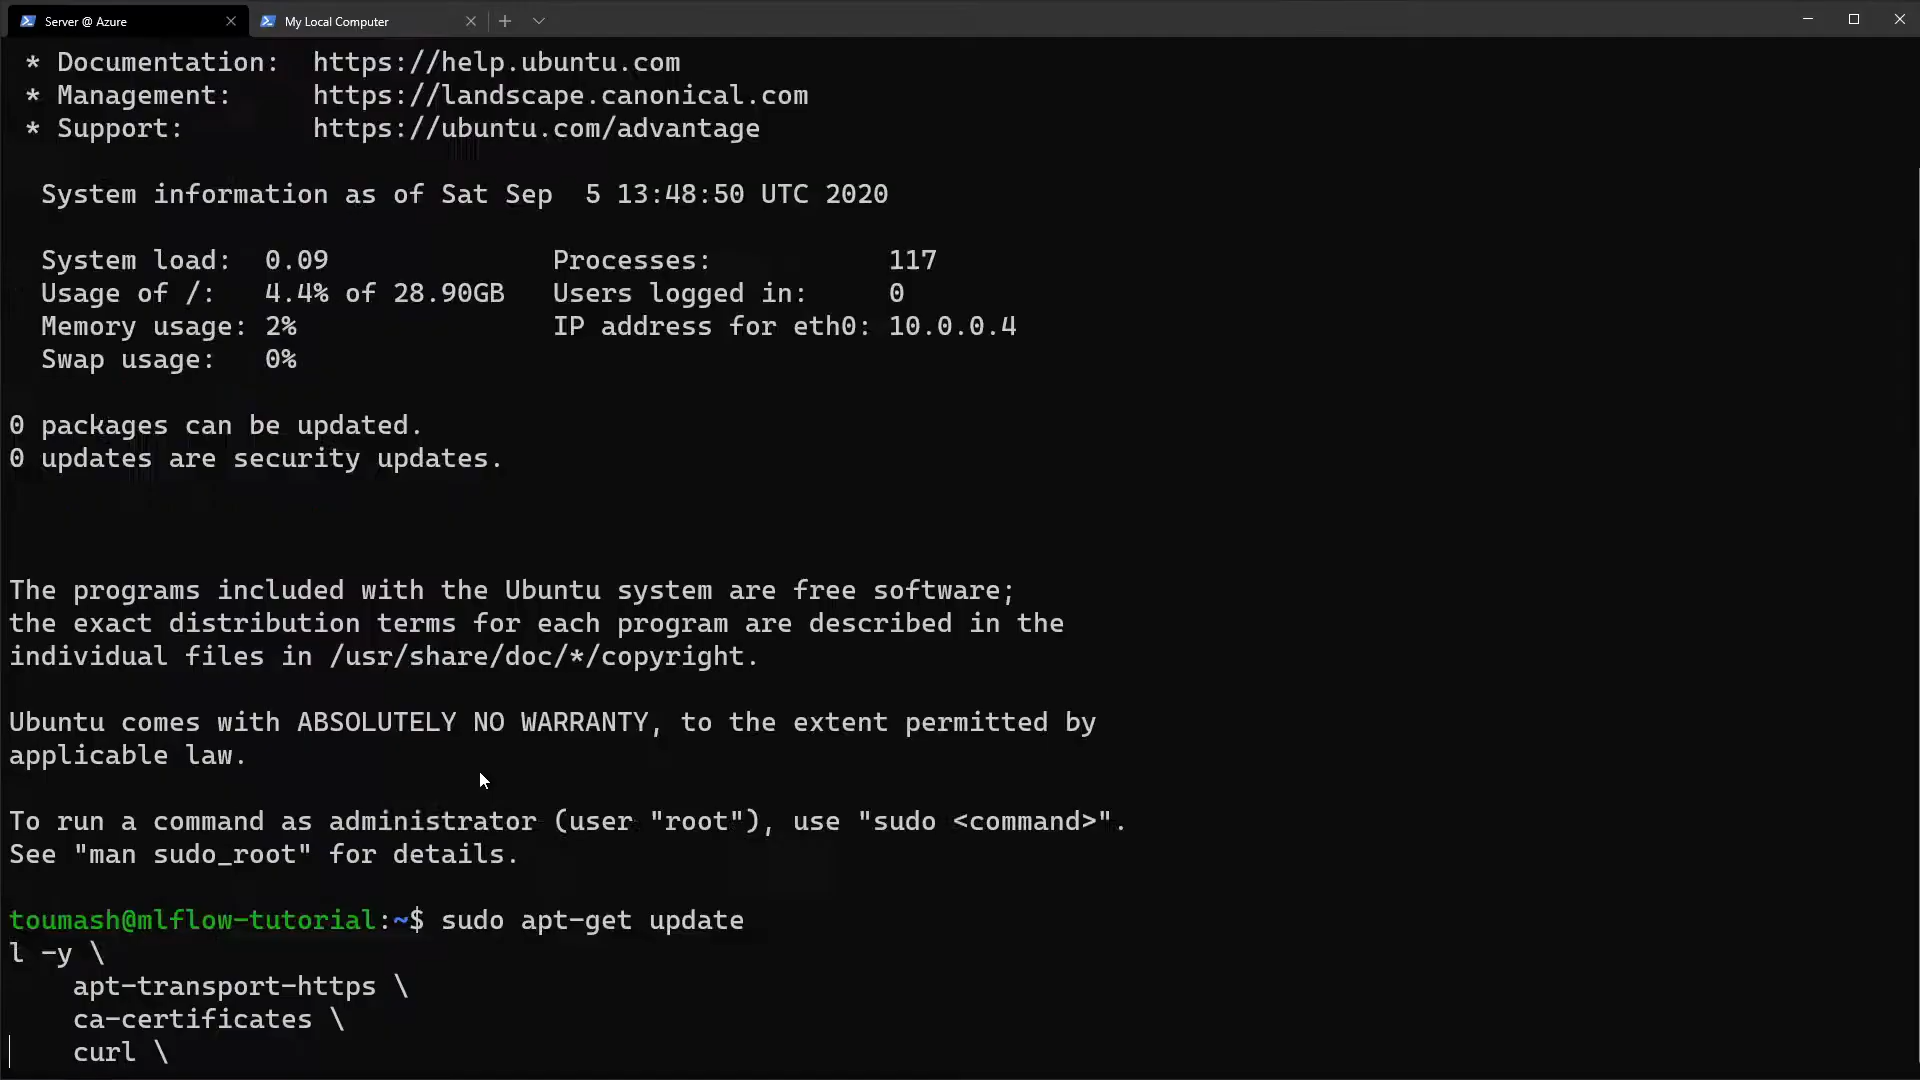 Server @ Azure
My Local Computer
* Documentation:  https://help.ubuntu.com
* Management:     https://landscape.canonical.com
* Support:        https://ubuntu.com/advantage
System information as of Sat Sep  5 13:48:50 UTC 2020
System load:  0.09              Processes:           117
Usage of /:   4.4% of 28.90GB   Users logged in:     0
Memory usage: 2%                IP address for eth0: 10.0.0.4
Swap usage:   0%
0 packages can be updated.
0 updates are security updates.
The programs included with the Ubuntu system are free software;
the exact distribution terms for each program are described in the
individual files in /usr/share/doc/*/copyright.
Ubuntu comes with ABSOLUTELY NO WARRANTY, to the extent permitted by
applicable law.
To run a command as administrator (user "root"), use "sudo <command>".
See "man sudo_root" for details.
toumash@mlflow-tutorial:~$ sudo apt-get update
l -y \
apt-transport-https \
ca-certificates \
curl \